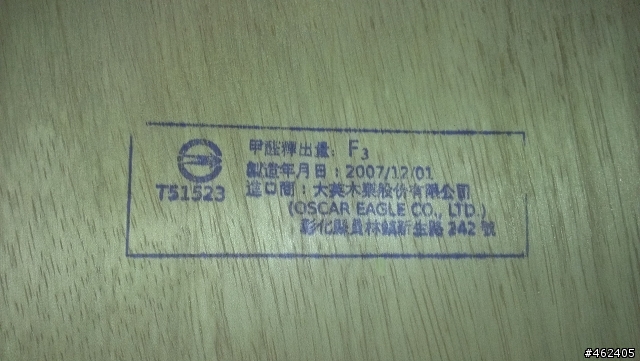 甲醛釋出量：F3
製造年月日：2007/12/01
T51523
進口商：大英木業股份有限公司
(OSCAR EAGLE CO., LTD.)
彰化縣員林鎮新生路 242 號
#462405